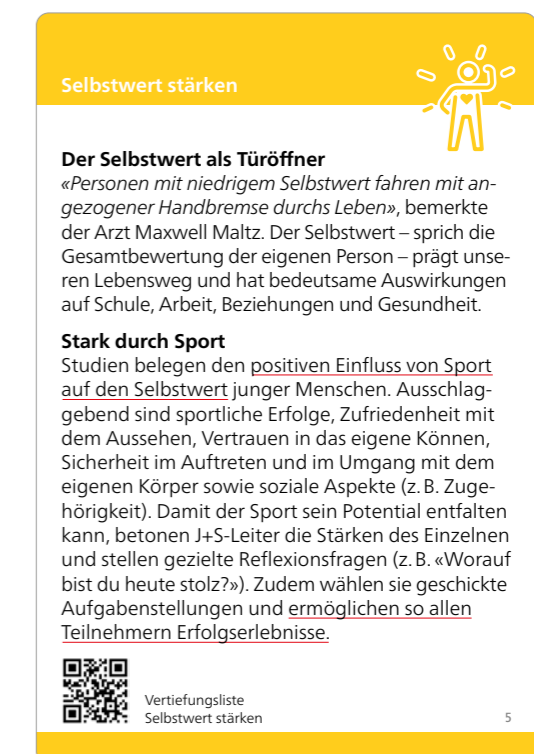 Selbstwert stärken
Der Selbstwert als Türöffner
«Personen mit niedrigem Selbstwert fahren mit an-
gezogener Handbremse durchs Leben», bemerkte
der Arzt Maxwell Maltz. Der Selbstwert – sprich die
Gesamtbewertung der eigenen Person – prägt unse-
ren Lebensweg und hat bedeutsame Auswirkungen
auf Schule, Arbeit, Beziehungen und Gesundheit.
Stark durch Sport
Studien belegen den positiven Einfluss von Sport
auf den Selbstwert junger Menschen. Ausschlag-
gebend sind sportliche Erfolge, Zufriedenheit mit
dem Aussehen, Vertrauen in das eigene Können,
Sicherheit im Auftreten und im Umgang mit dem
eigenen Körper sowie soziale Aspekte (z. B. Zuge-
hörigkeit). Damit der Sport sein Potential entfalten
kann, betonen J+S-Leiter die Stärken des Einzelnen
und stellen gezielte Reflexionsfragen (z. B. «Worauf
bist du heute stolz?»). Zudem wählen sie geschickte
Aufgabenstellungen und ermöglichen so allen
Teilnehmern Erfolgserlebnisse.
Vertiefungsliste
Selbstwert stärken
5